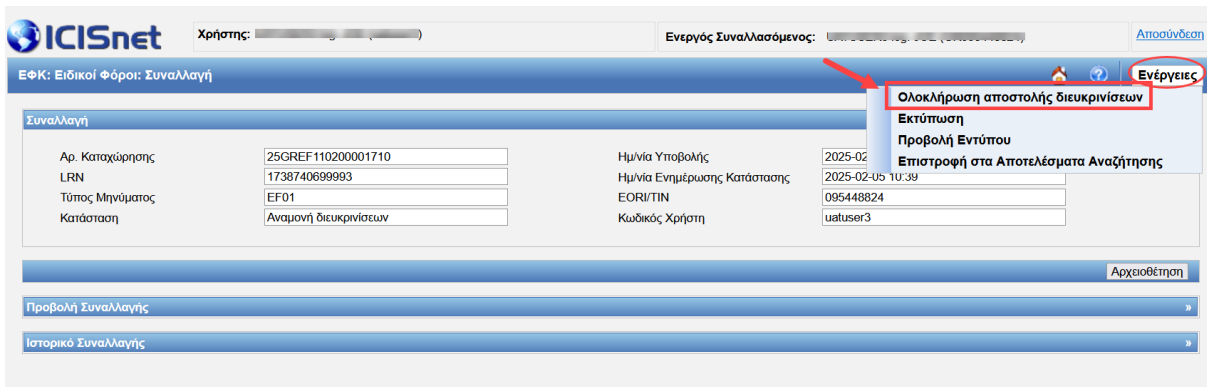 ICISnet Χρήστης: Ενεργός Συναλλασόμενος: Αποσύνδεση
ΕΦΚ: Ειδικοί Φόροι: Συναλλαγή Ενέργειες
Ολοκλήρωση αποστολής διευκρινίσεων
Εκτύπωση
Προβολή Εντύπου
Επιστροφή στα Αποτελέσματα Αναζήτησης
Συναλλαγή
Αρ. Καταχώρησης 25GREF110200001710 Ημ/νία Υποβολής 2025-02
LRN 1738740699993 Ημ/νία Ενημέρωσης Κατάστασης 2025-02-05 10:39
Τύπος Μηνύματος EF01 EORI/TIN 095448824
Κατάσταση Αναμονή διευκρινίσεων Κωδικός Χρήστη uatuser3
Αρχειοθέτηση
Προβολή Συναλλαγής »
Ιστορικό Συναλλαγής »